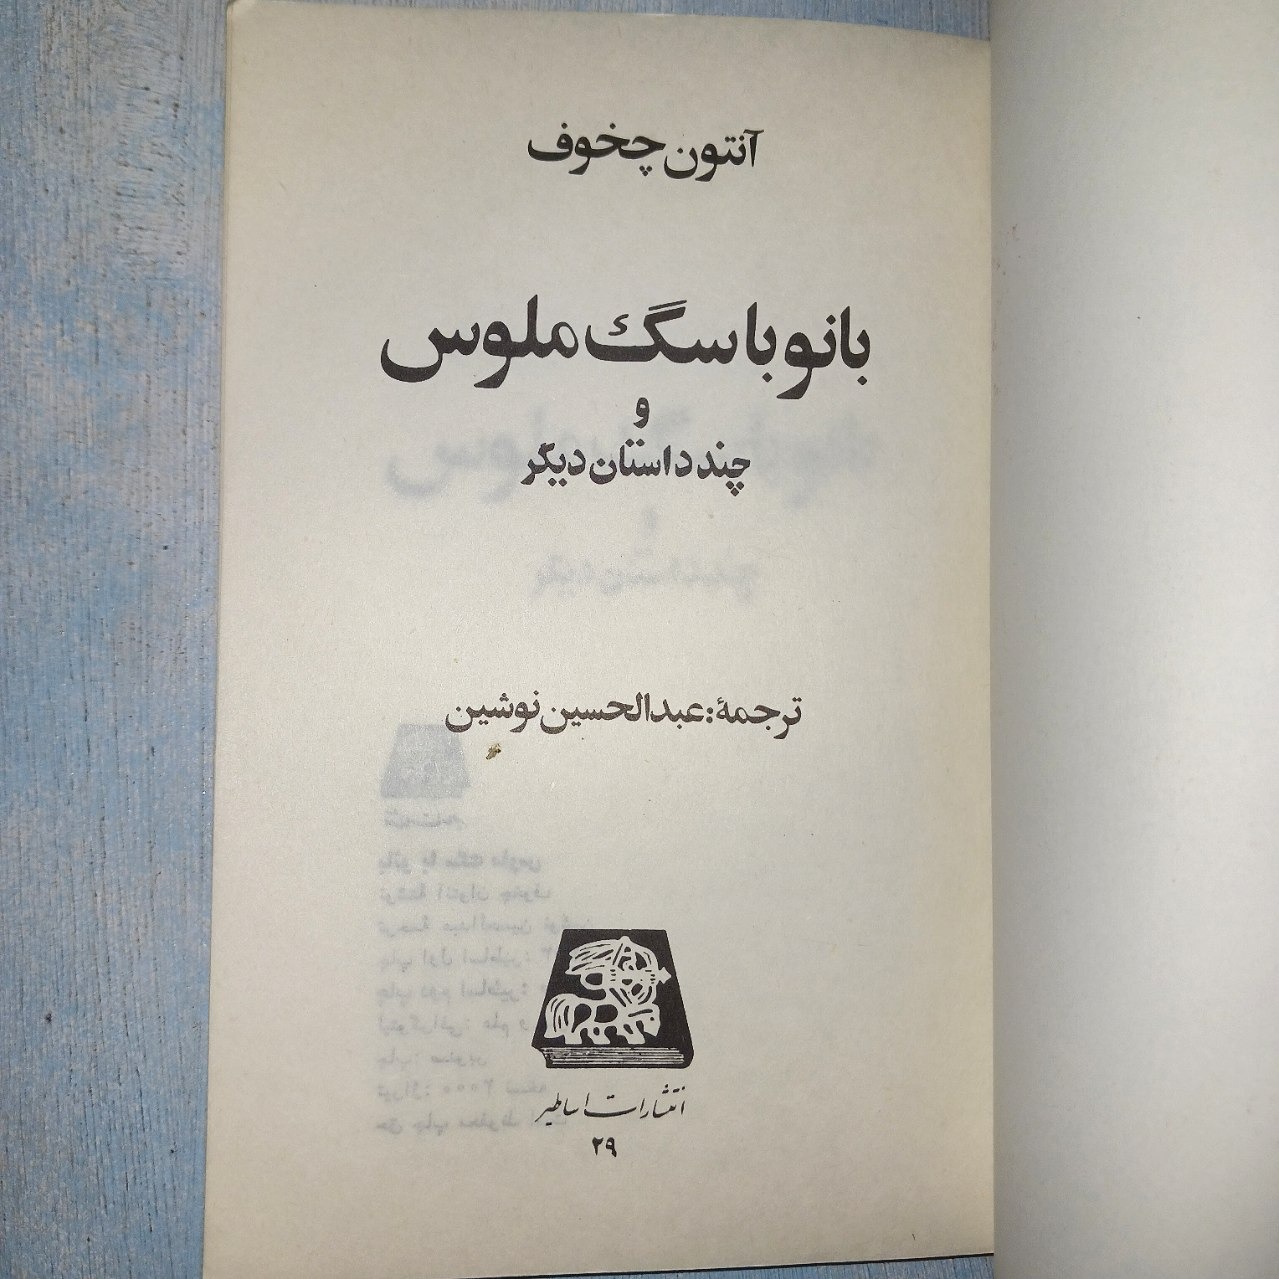 آنتون چخوف
بانو با سگ ملوس
و
چند داستان دیگر
ترجمهٔ: عبدالحسین نوشین
انتشارات اساطیر
۲۹